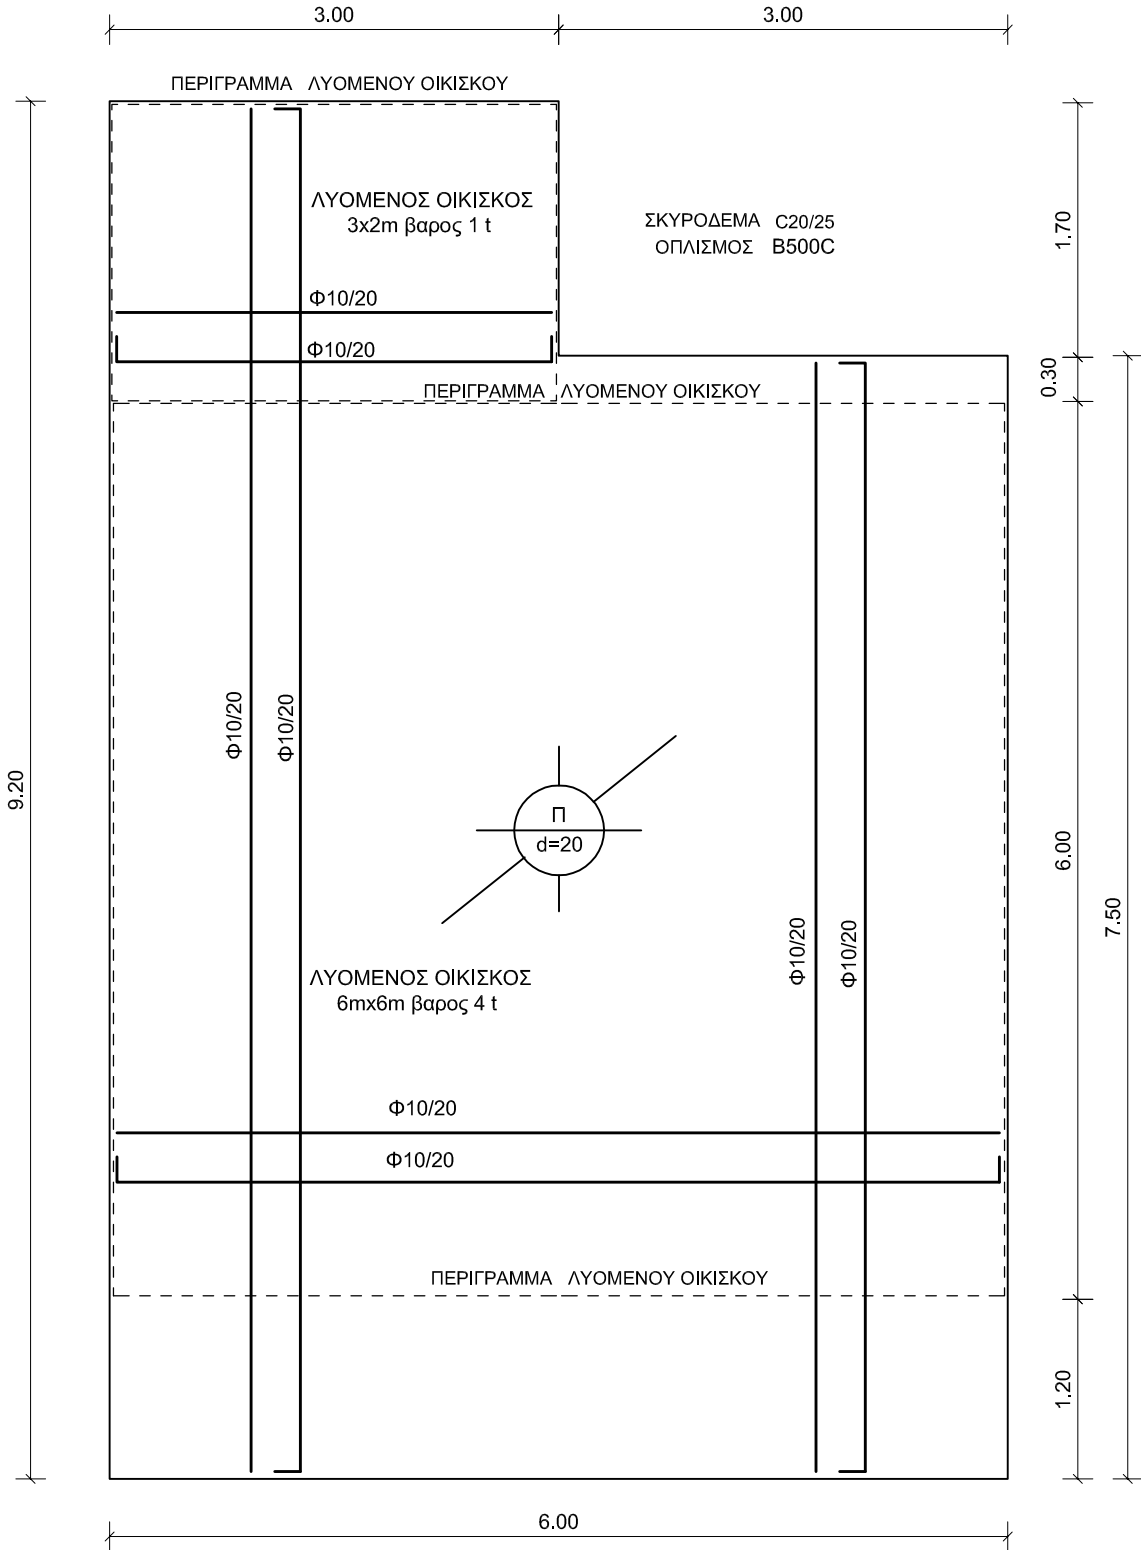 3.00
3.00
ΠΕΡΙΓΡΑΜΜΑ ΛΥΟΜΕΝΟΥ ΟΙΚΙΣΚΟΥ
ΛΥΟΜΕΝΟΣ ΟΙΚΙΣΚΟΣ
3x2m βαρος 1 t
ΣΚΥΡΟΔΕΜΑ C20/25
ΟΠΛΙΣΜΟΣ B500C
1.70
Φ10/20
Φ10/20
0.30
ΠΕΡΙΓΡΑΜΜΑ ΛΥΟΜΕΝΟΥ ΟΙΚΙΣΚΟΥ
Φ10/20
Φ10/20
9.20
Π
d=20
6.00
7.50
Φ10/20
Φ10/20
ΛΥΟΜΕΝΟΣ ΟΙΚΙΣΚΟΣ
6mx6m βαρος 4 t
Φ10/20
Φ10/20
ΠΕΡΙΓΡΑΜΜΑ ΛΥΟΜΕΝΟΥ ΟΙΚΙΣΚΟΥ
1.20
6.00